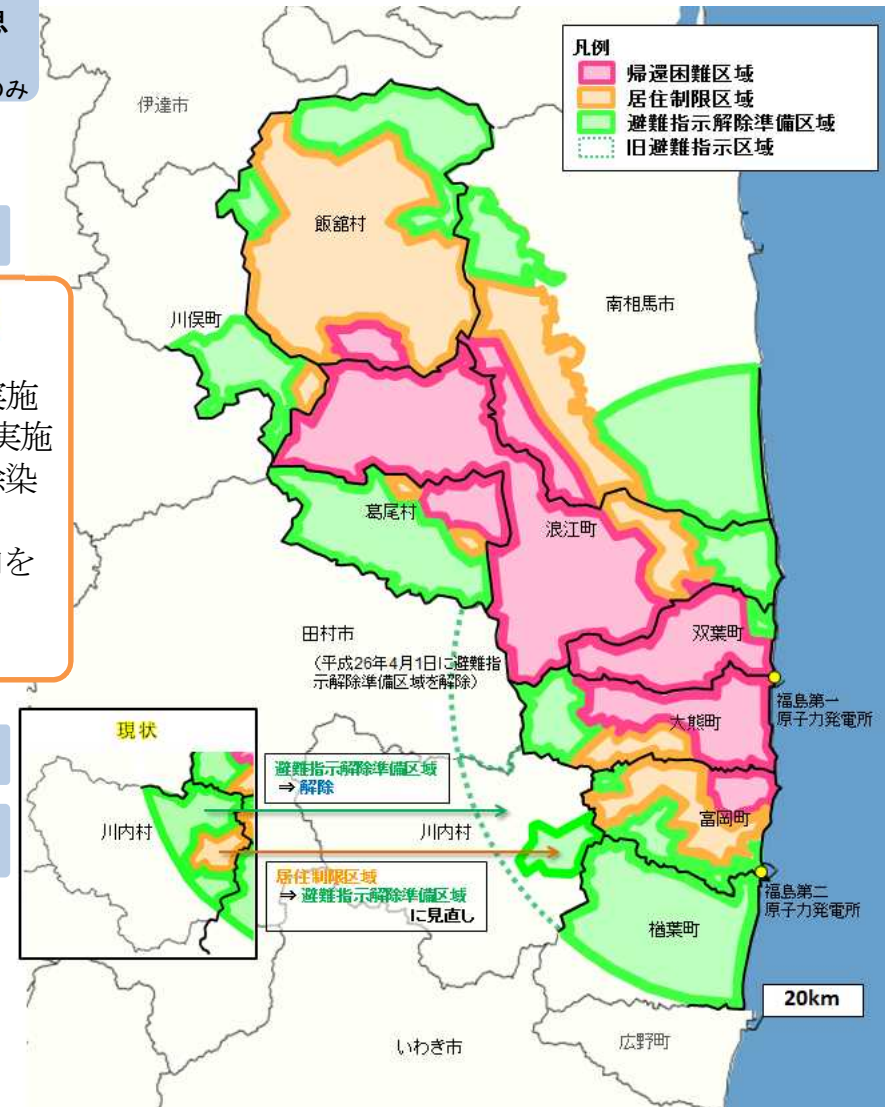 のみ
実施
実施
除染
を
凡例
帰還困難区域
居住制限区域
避難指示解除準備区域
旧避難指示区域
伊達市
飯舘村
川俣町
南相馬市
葛尾村
浪江町
田村市
(平成26年4月1日に避難指
示解除準備区域を解除)
双葉町
福島第一
原子力発電所
大熊町
現状
川内村
避難指示解除準備区域
⇒ 解除
川内村
富岡町
居住制限区域
⇒ 避難指示解除準備区域
に見直し
福島第二
原子力発電所
楢葉町
20km
いわき市
広野町